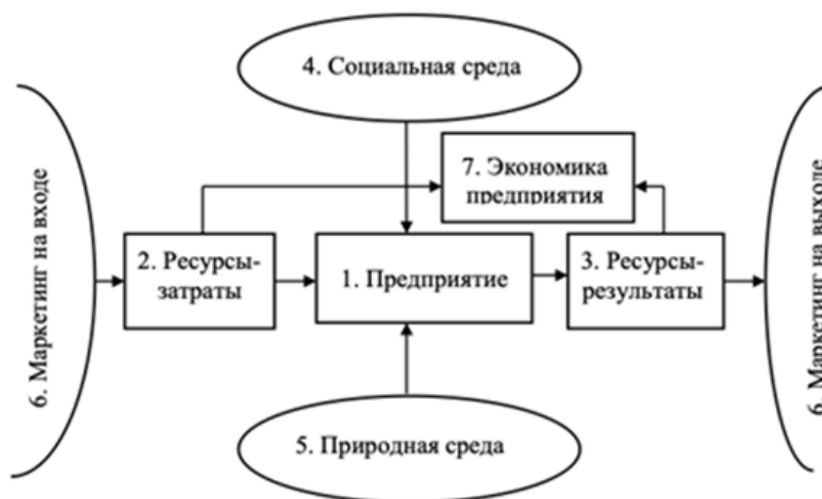 4. Социальная среда
7. Экономика
предприятия
6. Маркетинг на входе
2. Ресурсы-
затраты
1. Предприятие
3. Ресурсы-
результаты
6. Маркетинг на выходе
5. Природная среда